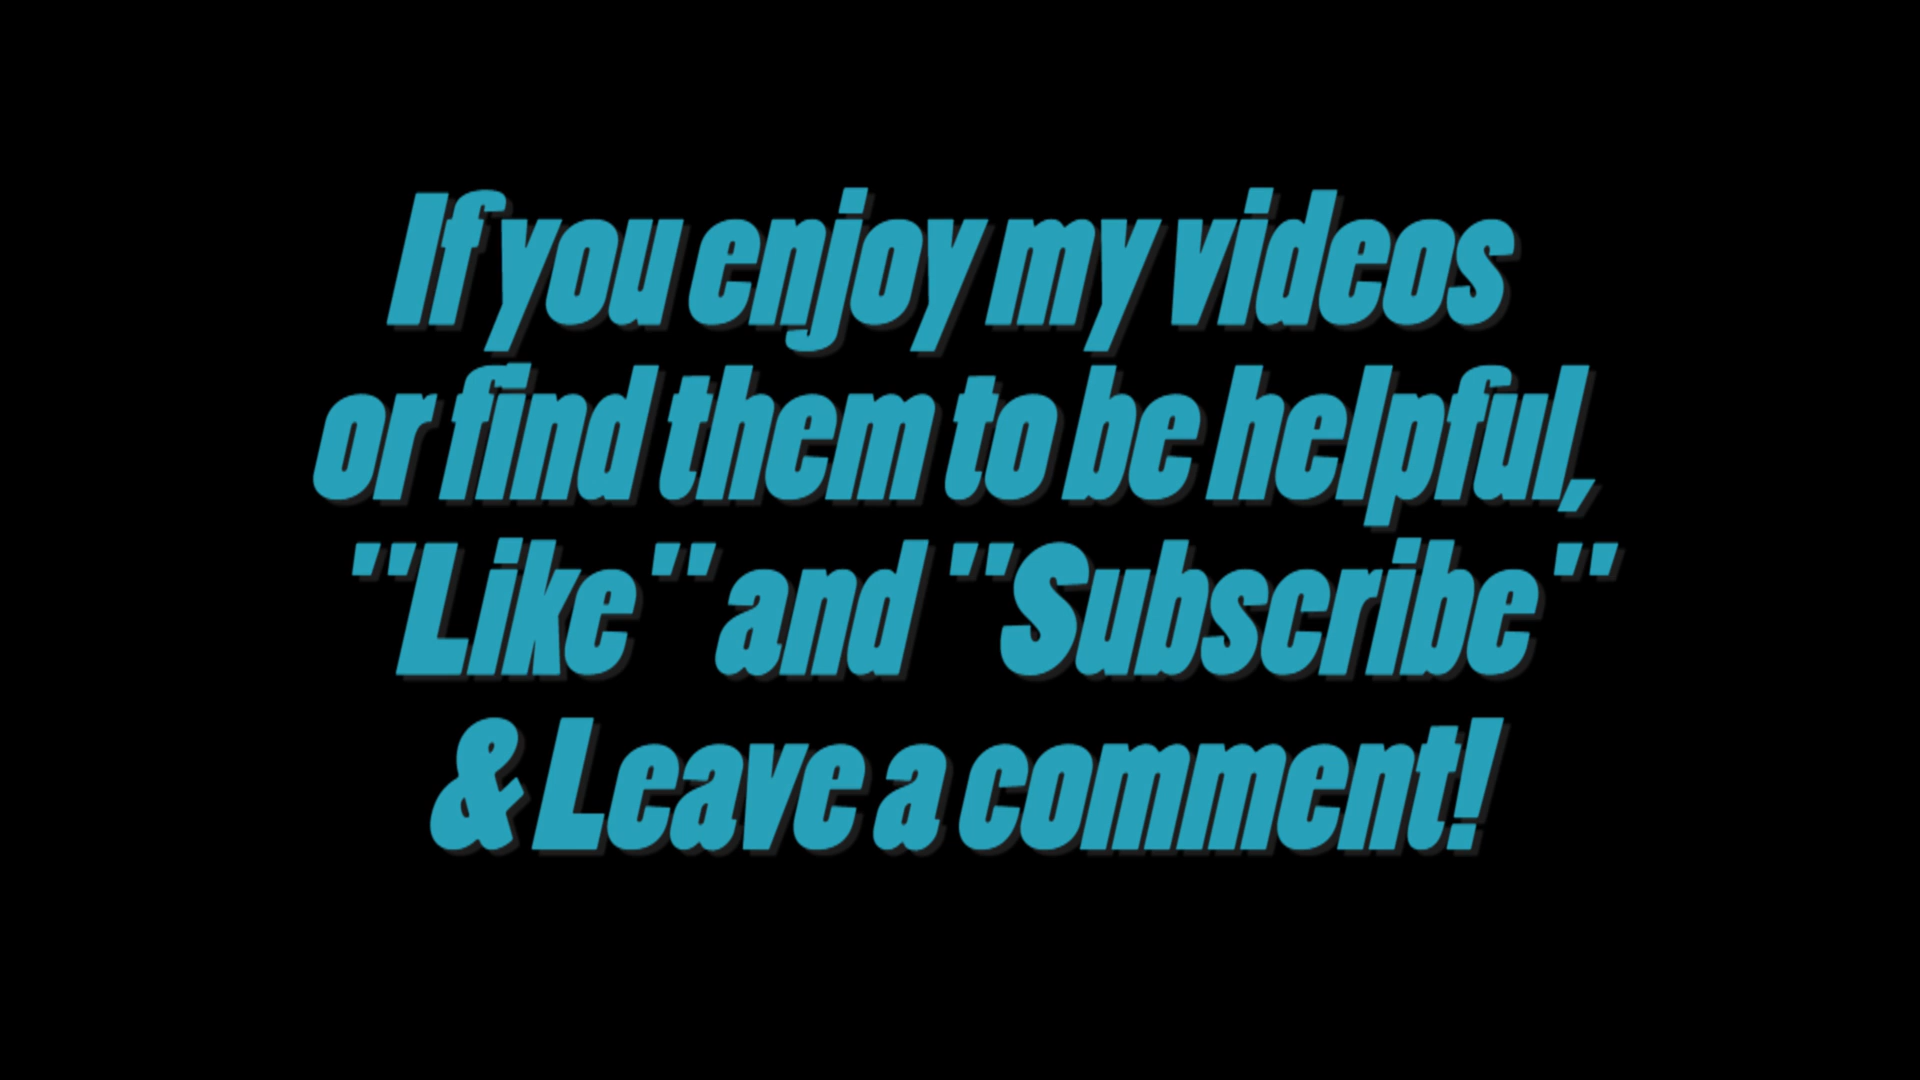 If you enjoy my videos
or find them to be helpful,
"Like" and "Subscribe"
& Leave a comment!